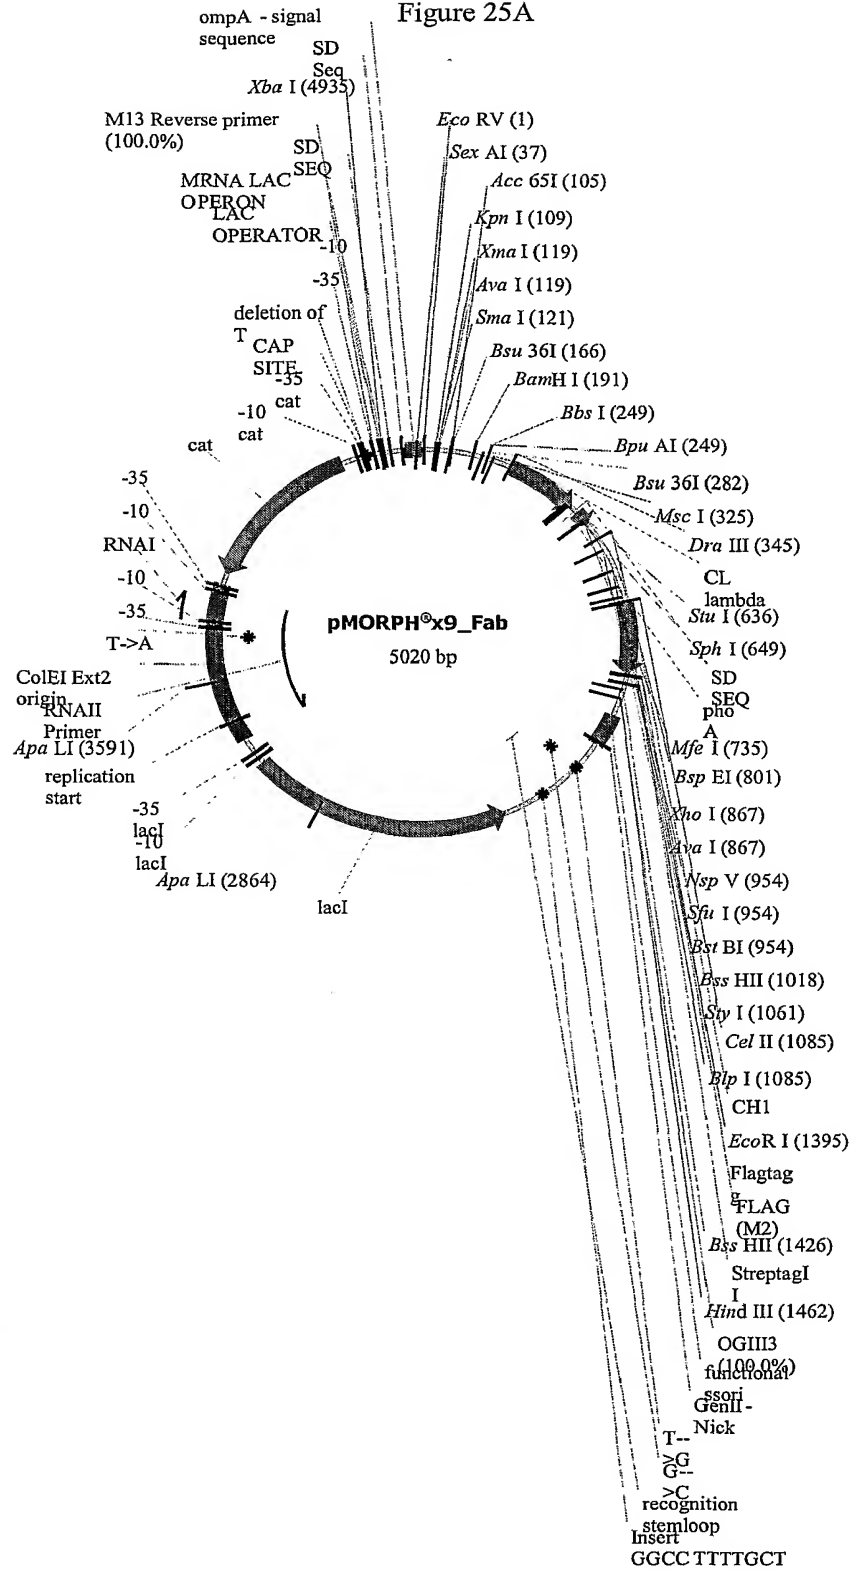 Figure 25A
ompA - signal
sequence
SD
Seq
Xba I (4935)
M13 Reverse primer
(100.0%)
SD
SEQ
MRNA LAC
OPERON
LAC
OPERATOR
-10
-35
deletion of
T
CAP
SITE
-35
cat
-10
cat
cat
-35
-10
RNAI
-10
-35
T->A
ColEI Ext2
origin
RNAII
Primer
Apa LI (3591)
replication
start
-35
lacI
-10
lacI
Apa LI (2864)
lacI
pMORPH®x9_Fab
5020 bp
Eco RV (1)
Sex AI (37)
Acc 65I (105)
Kpn I (109)
Xma I (119)
Ava I (119)
Sma I (121)
Bsu 36I (166)
BamH I (191)
Bbs I (249)
Bpu AI (249)
Bsu 36I (282)
Msc I (325)
Dra III (345)
CL
lambda
Stu I (636)
Sph I (649)
SD
SEQ
pho
A
Mfe I (735)
Bsp EI (801)
Xho I (867)
Ava I (867)
Nsp V (954)
Sfu I (954)
Bst BI (954)
Bss HII (1018)
Sty I (1061)
Cel II (1085)
Blp I (1085)
CH1
EcoR I (1395)
Flagtag
g
FLAG
(M2)
Bss HII (1426)
StreptagI
I
Hind III (1462)
OGIII3
(100.0%)
functional
ssori
GenII -
Nick
T--
>G
G--
>C
recognition
stemloop
Insert
GGCC TTTTGCT